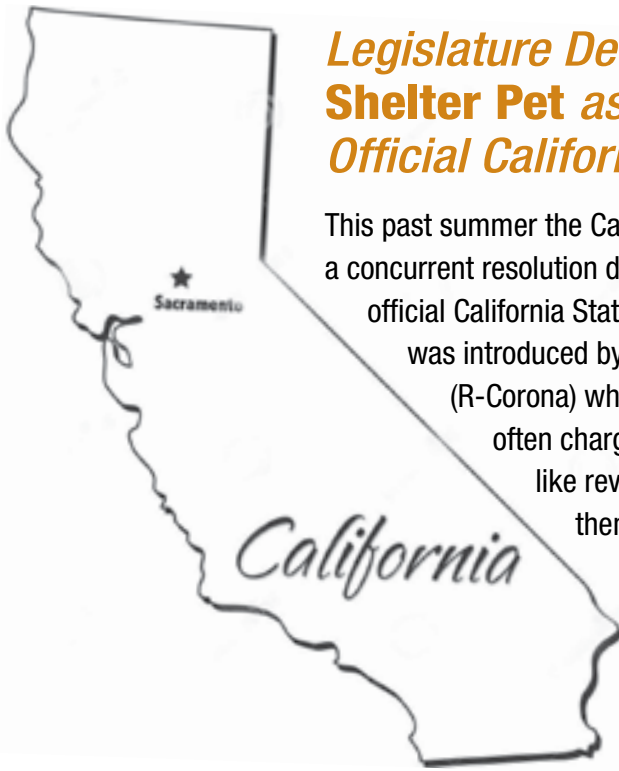 Legislature De
Shelter Pet as
Official Californ
This past summer the Ca
a concurrent resolution d
official California Stat
was introduced by
(R-Corona) wh
often charg
like rev
then
Sacramento
California